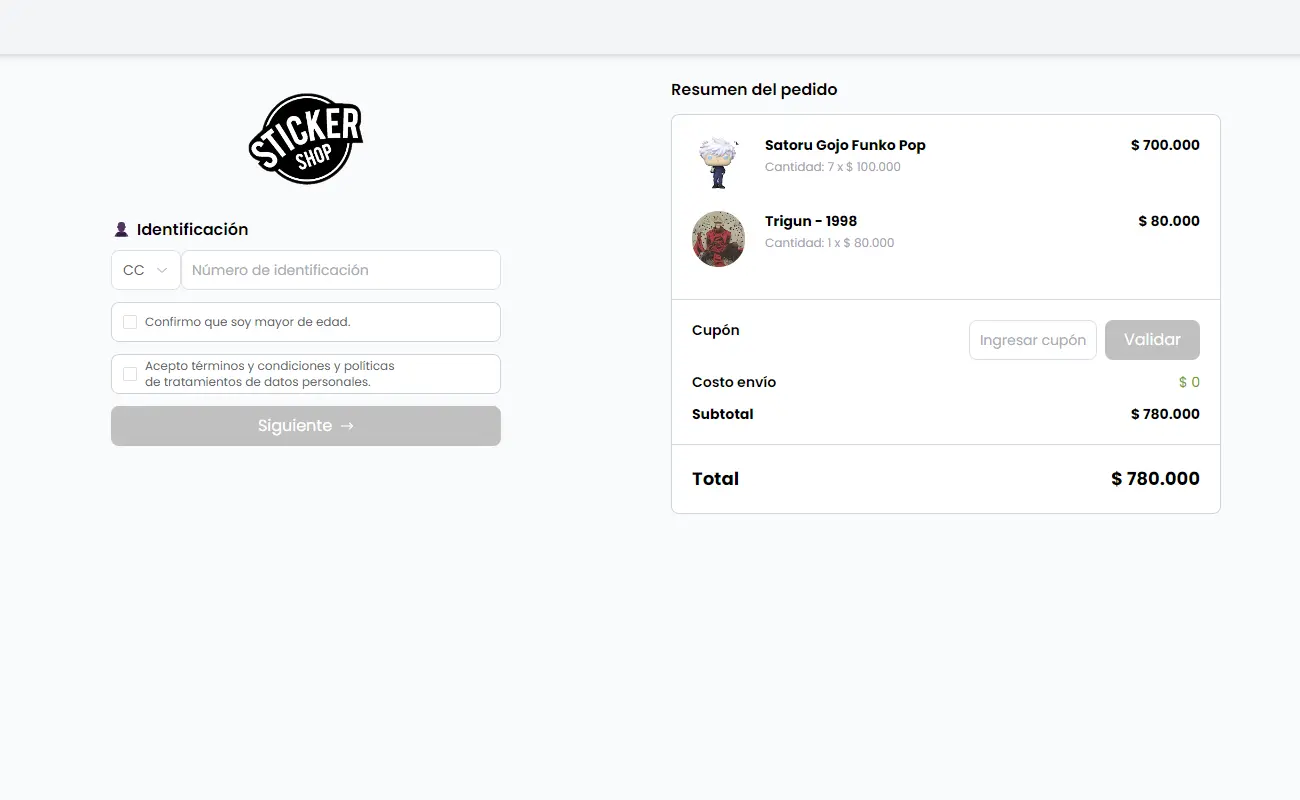 STICKER
SHOP
Identificación
CC
Número de identificación
Confirmo que soy mayor de edad.
Acepto términos y condiciones y políticas
de tratamientos de datos personales.
Siguiente →
Resumen del pedido
Satoru Gojo Funko Pop $ 700.000
Cantidad: 7 x $ 100.000
Trigun - 1998 $ 80.000
Cantidad: 1 x $ 80.000
Cupón Ingresar cupón Validar
Costo envío $ 0
Subtotal $ 780.000
Total $ 780.000